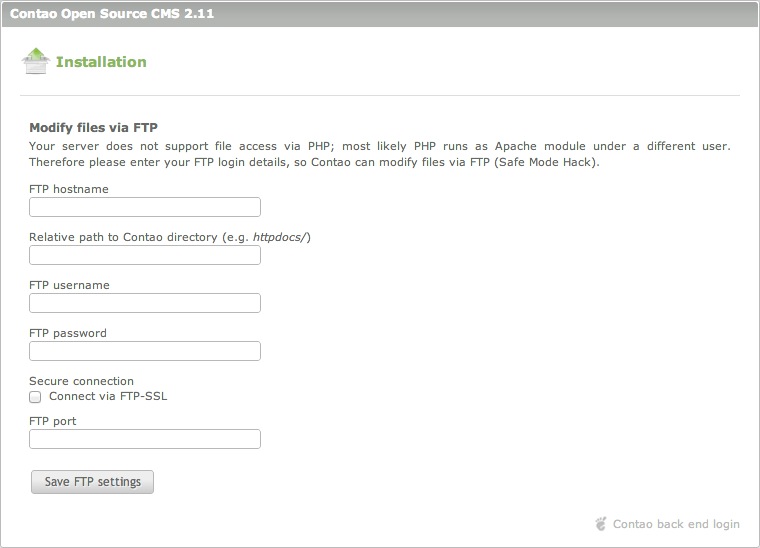 Contao Open Source CMS 2.11
Installation
Modify files via FTP
Your server does not support file access via PHP; most likely PHP runs as Apache module under a different user.
Therefore please enter your FTP login details, so Contao can modify files via FTP (Safe Mode Hack).
FTP hostname
Relative path to Contao directory (e.g. httpdocs/)
FTP username
FTP password
Secure connection
Connect via FTP-SSL
FTP port
Save FTP settings
Contao back end login